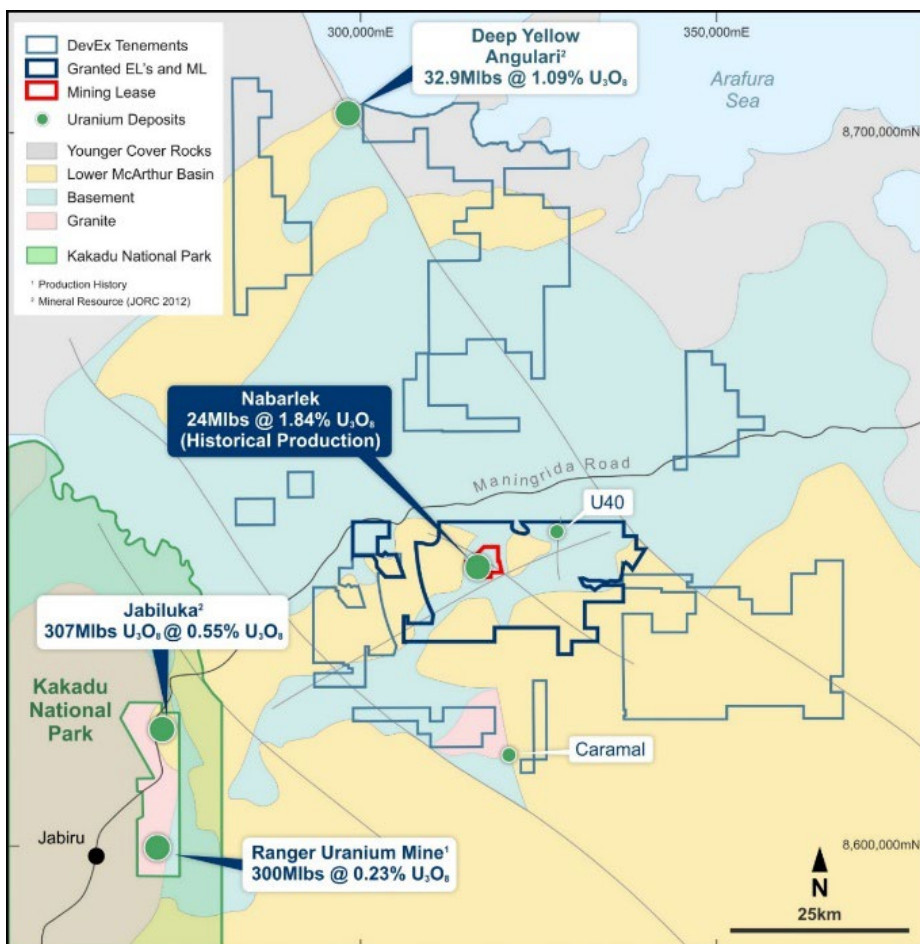 DevEx Tenements
Granted EL's and ML
Mining Lease
Uranium Deposits
Younger Cover Rocks
Lower McArthur Basin
Basement
Granite
Kakadu National Park
¹ Production History
² Mineral Resource (JORC 2012)
300,000mE
350,000mE
Deep Yellow
Angulari²
32.9Mlbs @ 1.09% U₃O₈
Arafura
Sea
8,700,000mN
Nabarlek
24Mlbs @ 1.84% U₃O₈
(Historical Production)
Maningrida Road
U40
Jabiluka²
307Mlbs U₃O₈ @ 0.55% U₃O₈
Kakadu
National
Park
Caramal
Jabiru
Ranger Uranium Mine¹
300Mlbs @ 0.23% U₃O₈
8,600,000mN
N
25km